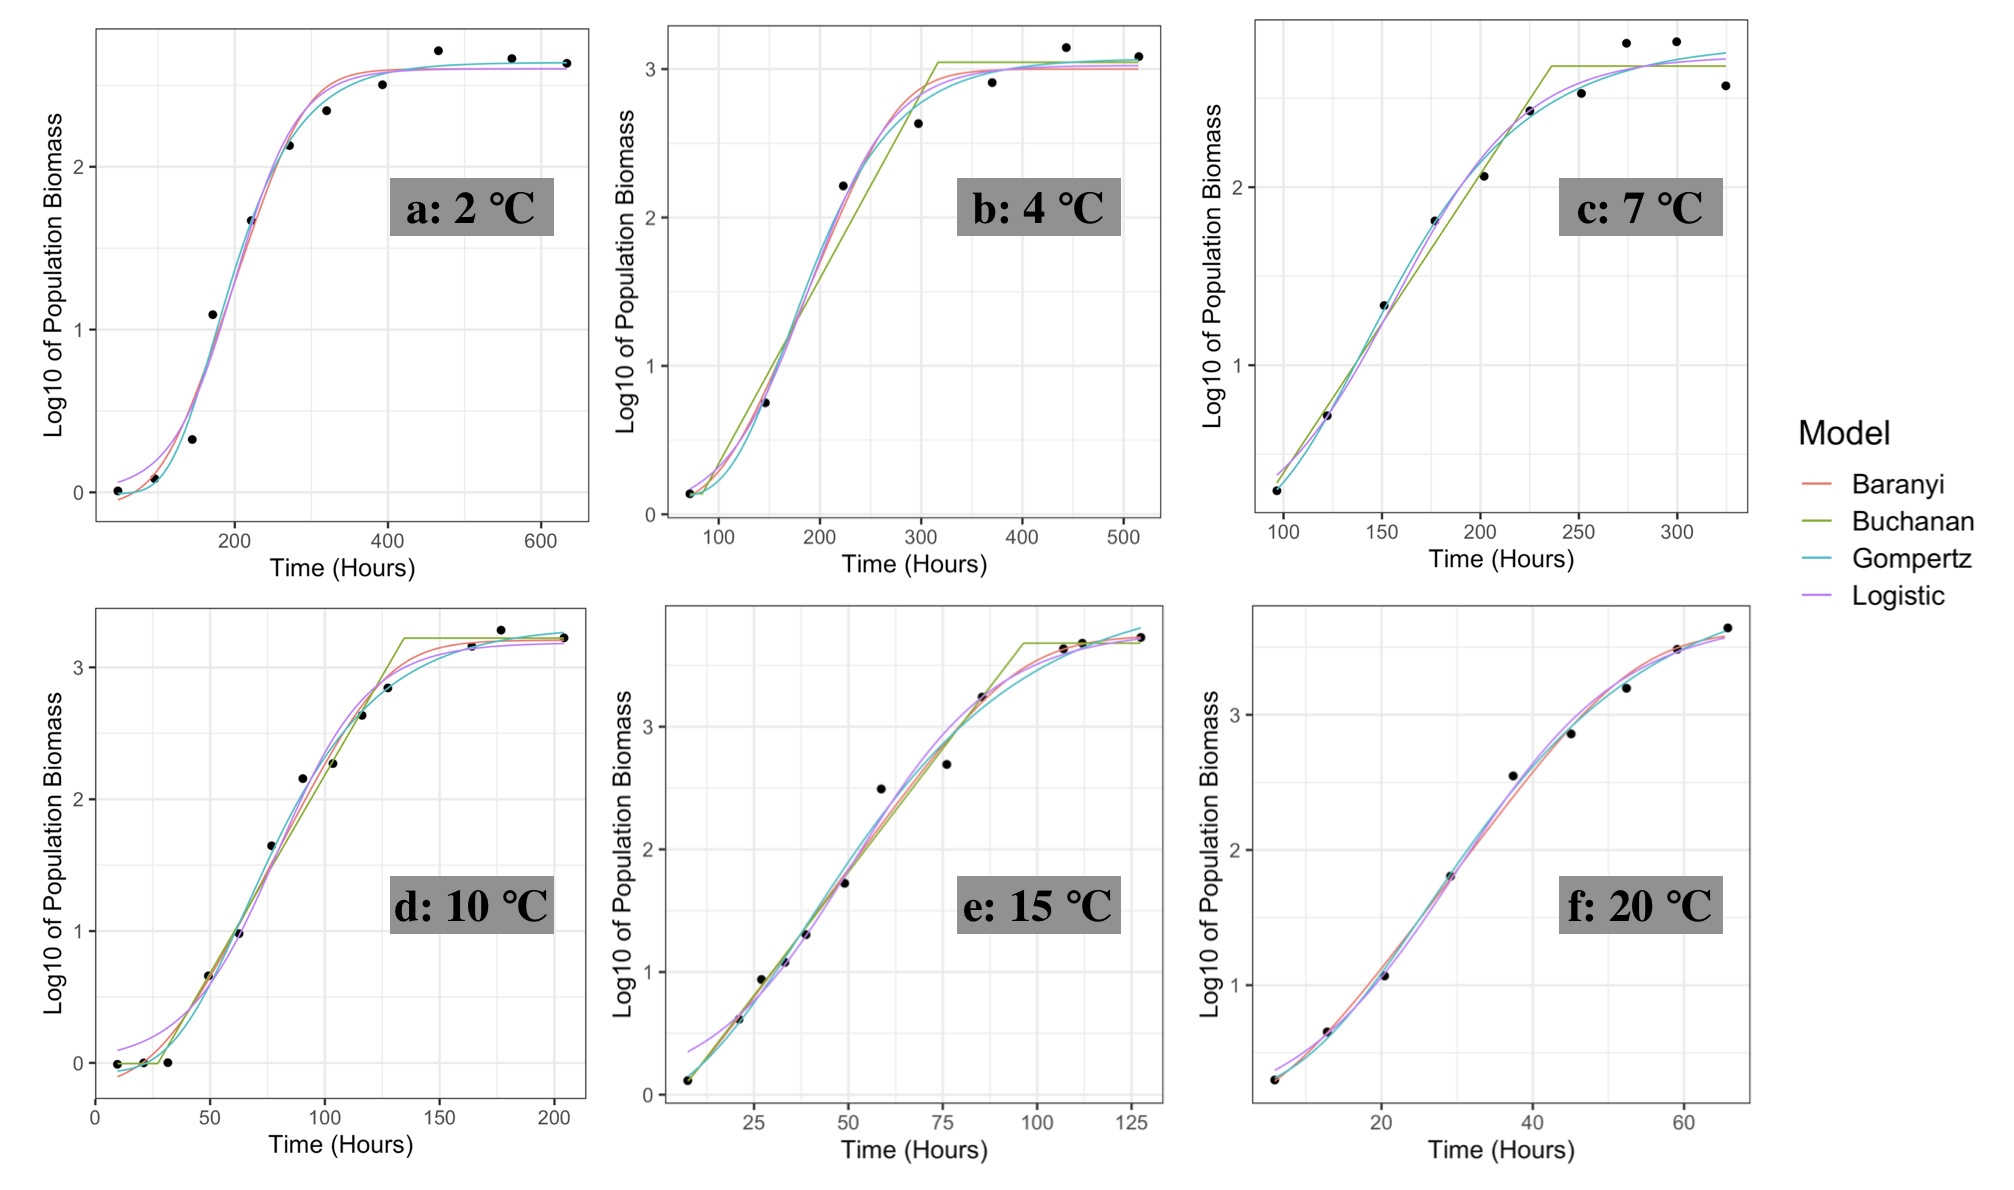 Log10 of Population Biomass
2
1
0
a: 2 °C
200 400 600
Time (Hours)
Log10 of Population Biomass
3
2
1
0
b: 4 °C
100 200 300 400 500
Time (Hours)
Log10 of Population Biomass
2
1
c: 7 °C
100 150 200 250 300
Time (Hours)
Log10 of Population Biomass
3
2
1
0
d: 10 °C
0 50 100 150 200
Time (Hours)
Log10 of Population Biomass
3
2
1
0
e: 15 °C
25 50 75 100 125
Time (Hours)
Log10 of Population Biomass
3
2
1
f: 20 °C
20 40 60
Time (Hours)
Model
Baranyi
Buchanan
Gompertz
Logistic